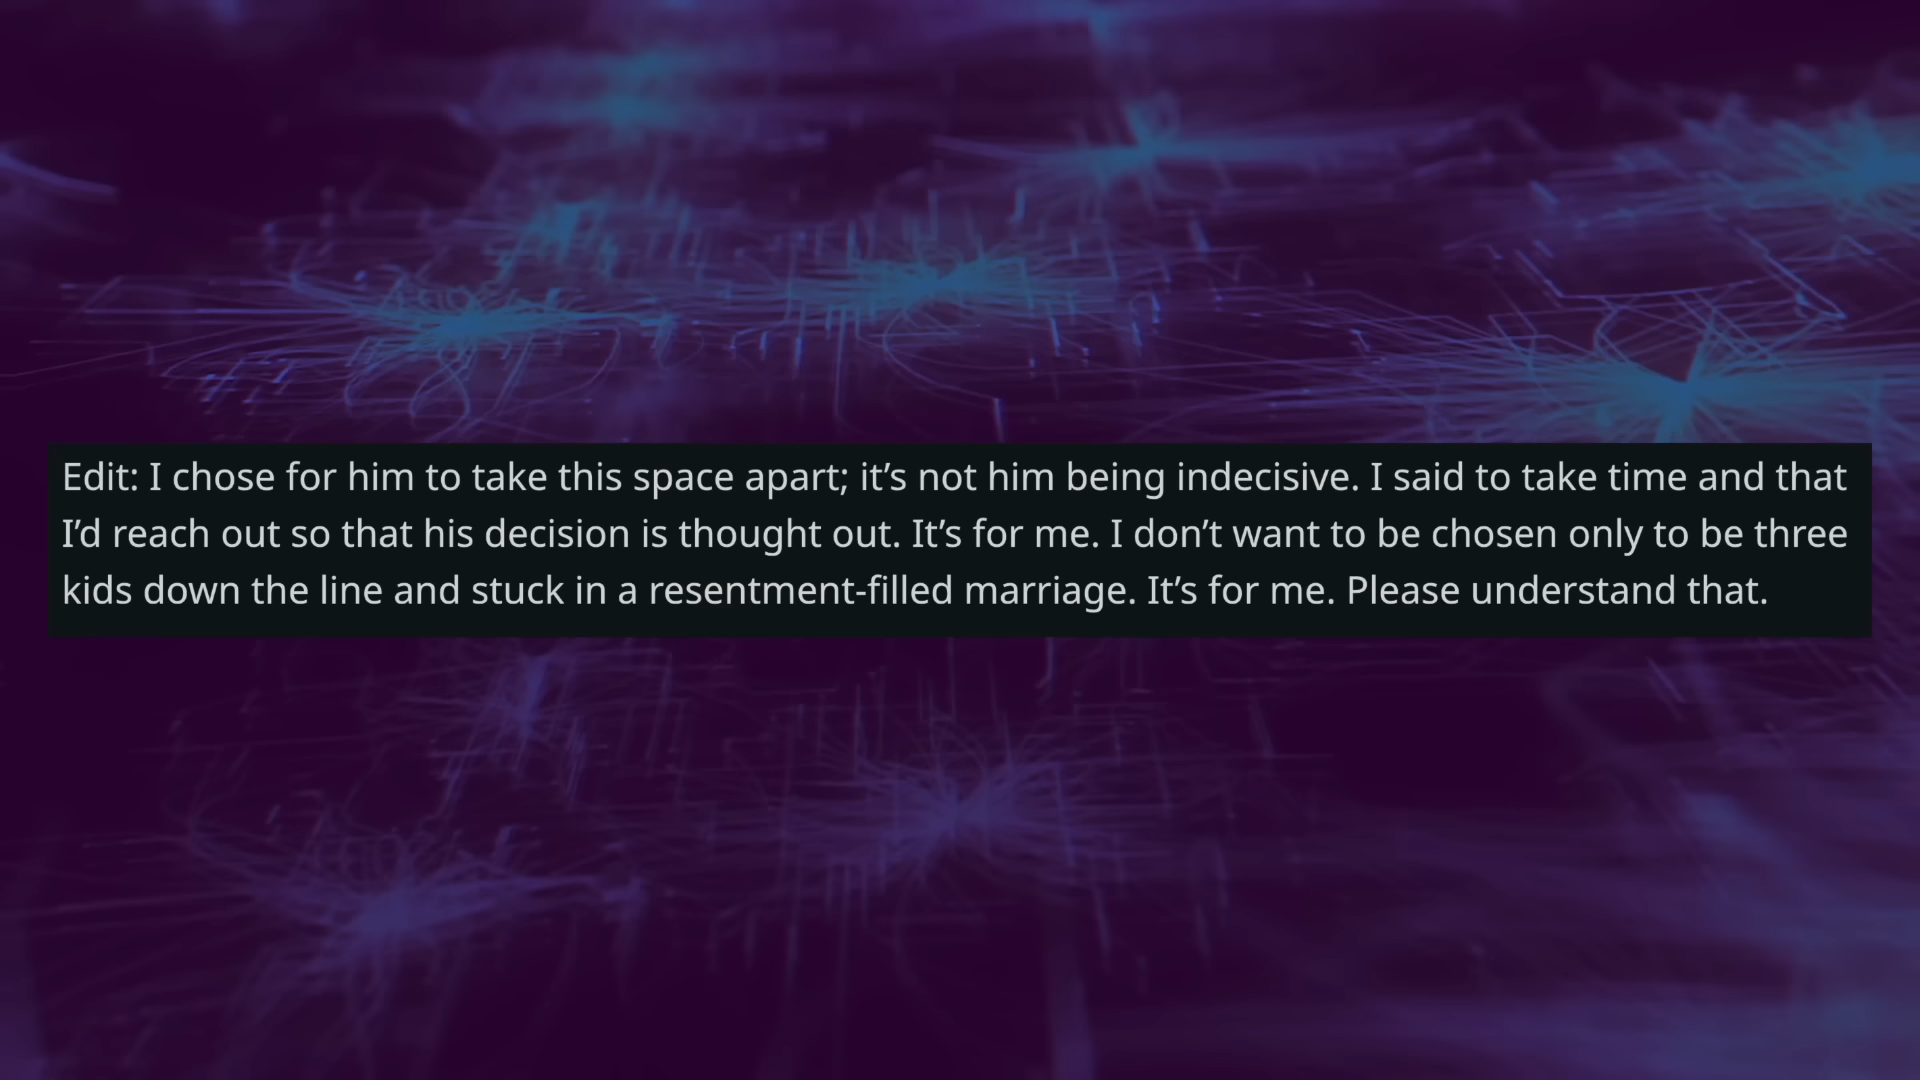 Edit: I chose for him to take this space apart; it’s not him being indecisive. I said to take time and that
I’d reach out so that his decision is thought out. It’s for me. I don’t want to be chosen only to be three
kids down the line and stuck in a resentment-filled marriage. It’s for me. Please understand that.